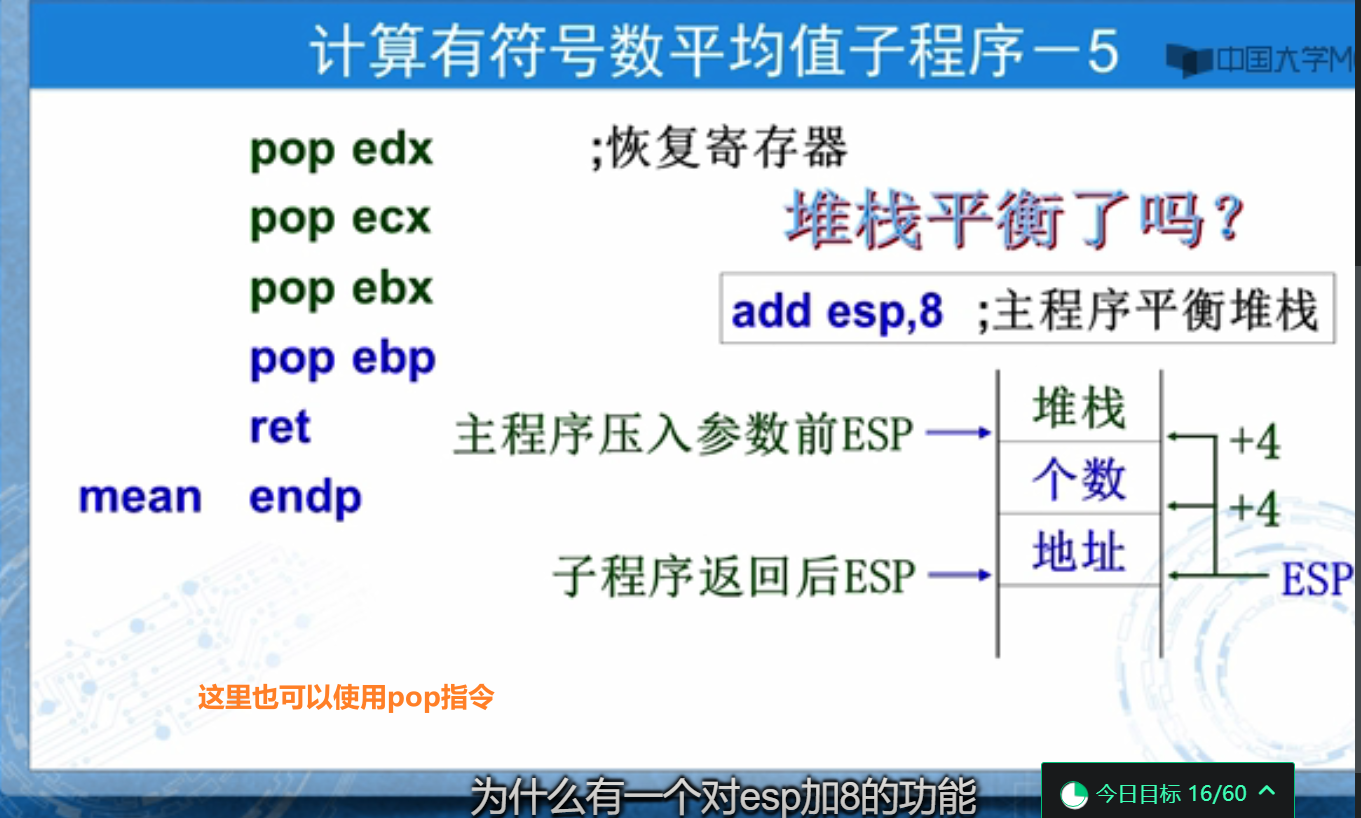 计算有符号数平均值子程序－5
中国大学M
pop edx ;恢复寄存器
pop ecx
堆栈平衡了吗？
pop ebx
add esp,8 ;主程序平衡堆栈
pop ebp
ret
mean endp
主程序压入参数前ESP
堆栈
+4
个数
+4
地址
子程序返回后ESP
ESP
这里也可以使用pop指令
为什么有一个对esp加8的功能
今日目标 16/60